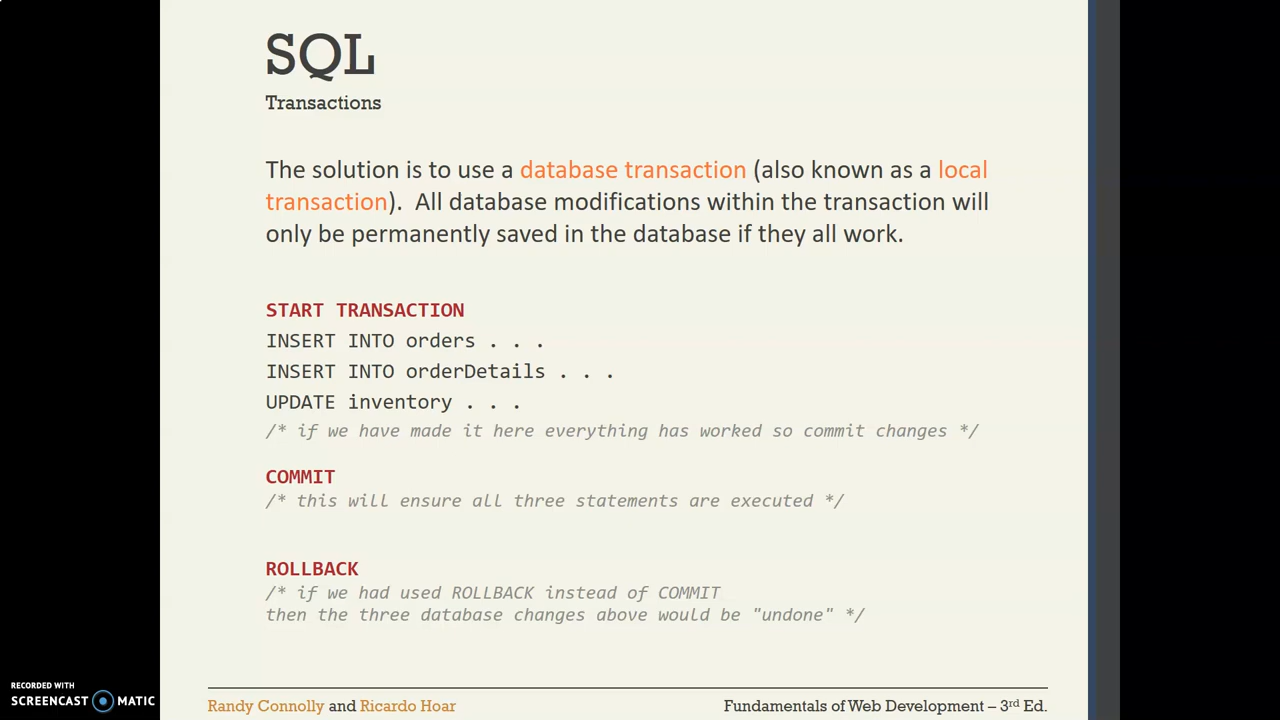 SQL
Transactions
The solution is to use a database transaction (also known as a local
transaction).  All database modifications within the transaction will
only be permanently saved in the database if they all work.
START TRANSACTION
INSERT INTO orders . . .
INSERT INTO orderDetails . . .
UPDATE inventory . . .
/* if we have made it here everything has worked so commit changes */
COMMIT
/* this will ensure all three statements are executed */
ROLLBACK
/* if we had used ROLLBACK instead of COMMIT
then the three database changes above would be "undone" */
RECORDED WITH
SCREENCAST MATIC
Randy Connolly and Ricardo Hoar
Fundamentals of Web Development – 3rd Ed.